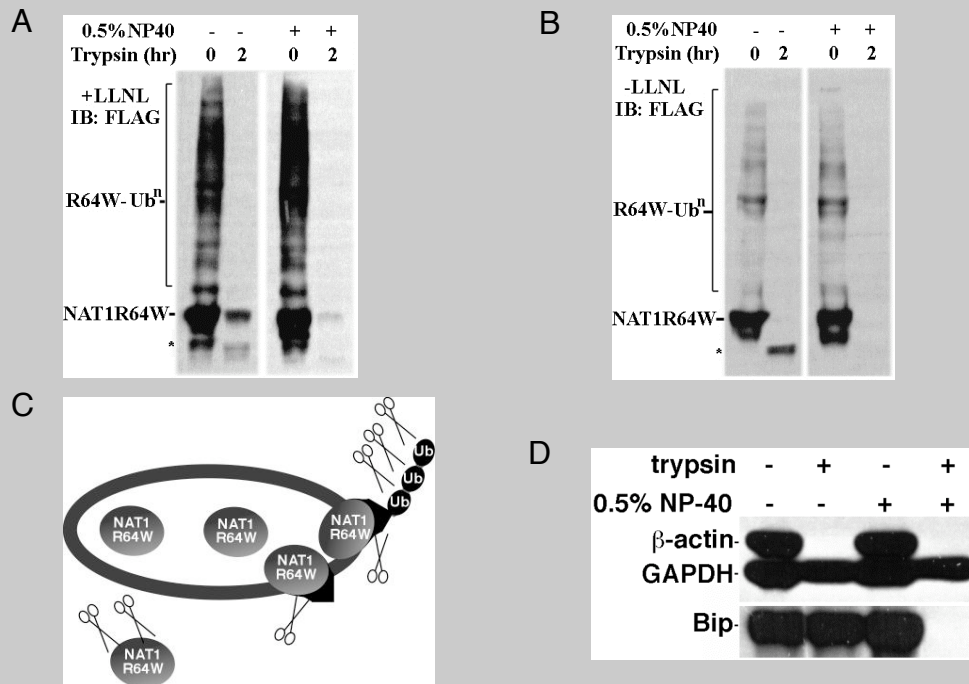 A
0.5%NP40 - - + +
Trypsin (hr) 0 2 0 2
+LLNL
IB: FLAG
R64W-Ubⁿ-
NAT1R64W-
*
B
0.5%NP40 - - + +
Trypsin (hr) 0 2 0 2
-LLNL
IB: FLAG
R64W-Ubⁿ-
NAT1R64W-
*
C
Ub
Ub
Ub
NAT1
R64W
NAT1
R64W
NAT1
R64W
NAT1
R64W
NAT1
R64W
D
trypsin - + - +
0.5% NP-40 - - + +
β-actin-
GAPDH-
Bip-